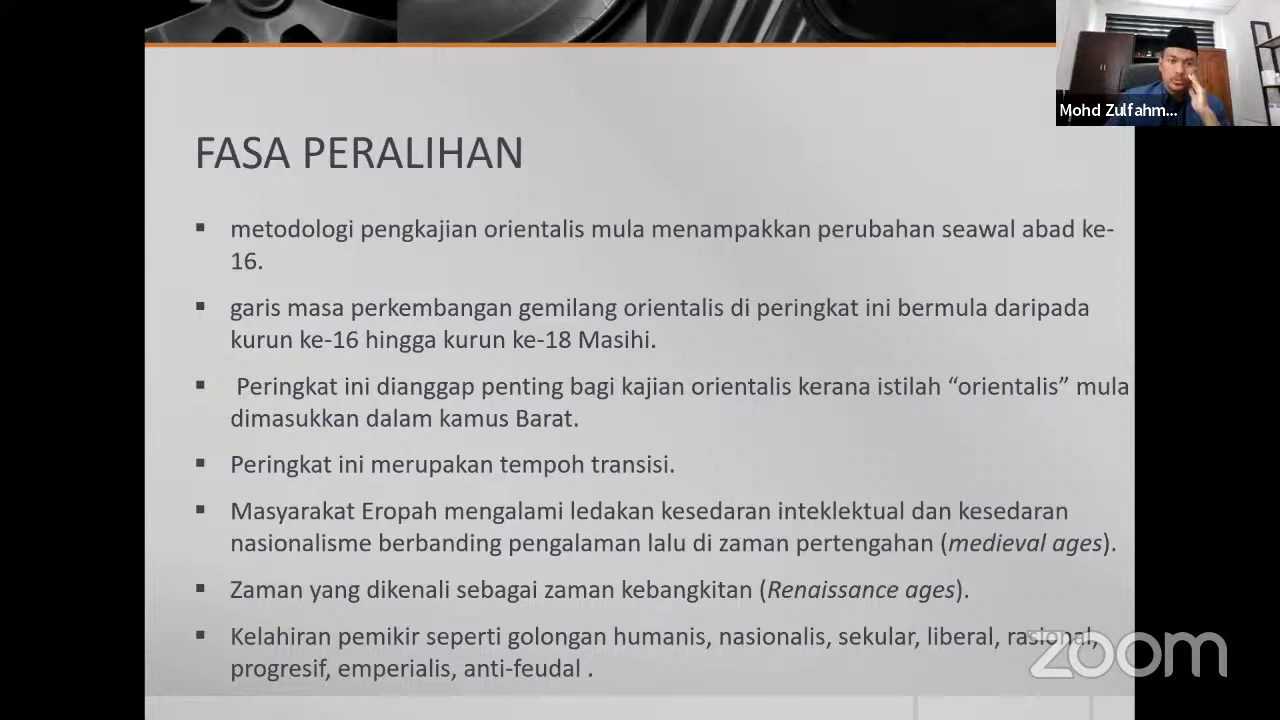 Mohd Zulfahm...
FASA PERALIHAN
▪ metodologi pengkajian orientalis mula menampakkan perubahan seawal abad ke-
16.
▪ garis masa perkembangan gemilang orientalis di peringkat ini bermula daripada
kurun ke-16 hingga kurun ke-18 Masihi.
▪ Peringkat ini dianggap penting bagi kajian orientalis kerana istilah “orientalis” mula
dimasukkan dalam kamus Barat.
▪ Peringkat ini merupakan tempoh transisi.
▪ Masyarakat Eropah mengalami ledakan kesedaran inteklektual dan kesedaran
nasionalisme berbanding pengalaman lalu di zaman pertengahan (medieval ages).
▪ Zaman yang dikenali sebagai zaman kebangkitan (Renaissance ages).
▪ Kelahiran pemikir seperti golongan humanis, nasionalis, sekular, liberal, rasional,
progresif, emperialis, anti-feudal .
zoom